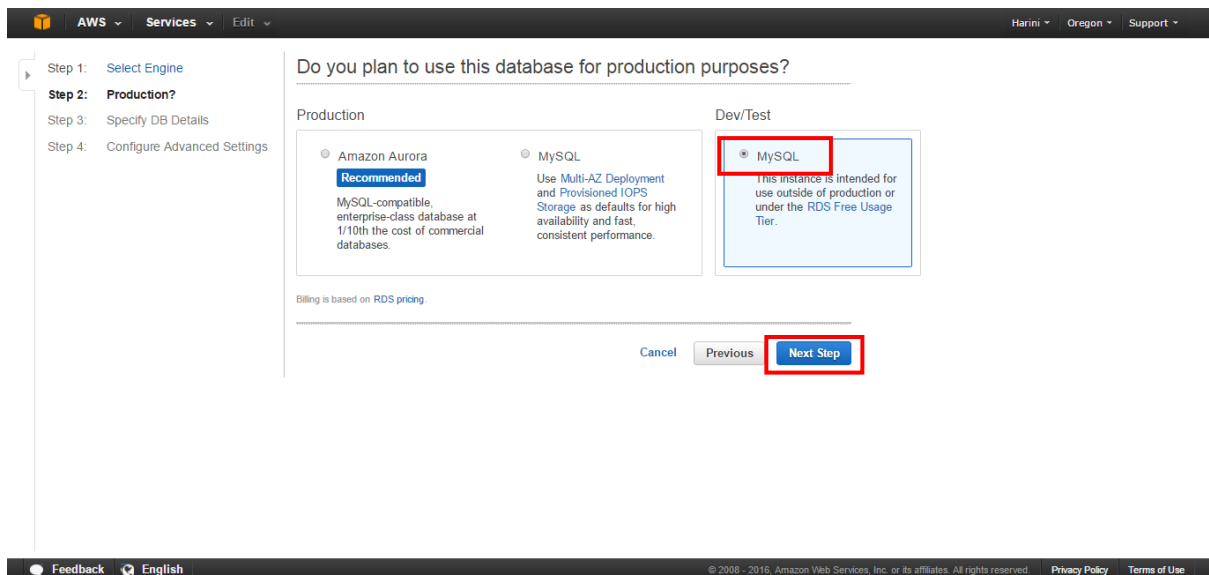 AWS Services Edit Harini Oregon Support
Step 1: Select Engine
Step 2: Production?
Step 3: Specify DB Details
Step 4: Configure Advanced Settings
Do you plan to use this database for production purposes?
Production
Amazon Aurora
Recommended
MySQL-compatible,
enterprise-class database at
1/10th the cost of commercial
databases.
MySQL
Use Multi-AZ Deployment
and Provisioned IOPS
Storage as defaults for high
availability and fast,
consistent performance.
Dev/Test
MySQL
This instance is intended for
use outside of production or
under the RDS Free Usage
Tier.
Billing is based on RDS pricing.
Cancel Previous Next Step
Feedback English © 2008 - 2016, Amazon Web Services, Inc. or its affiliates. All rights reserved. Privacy Policy Terms of Use